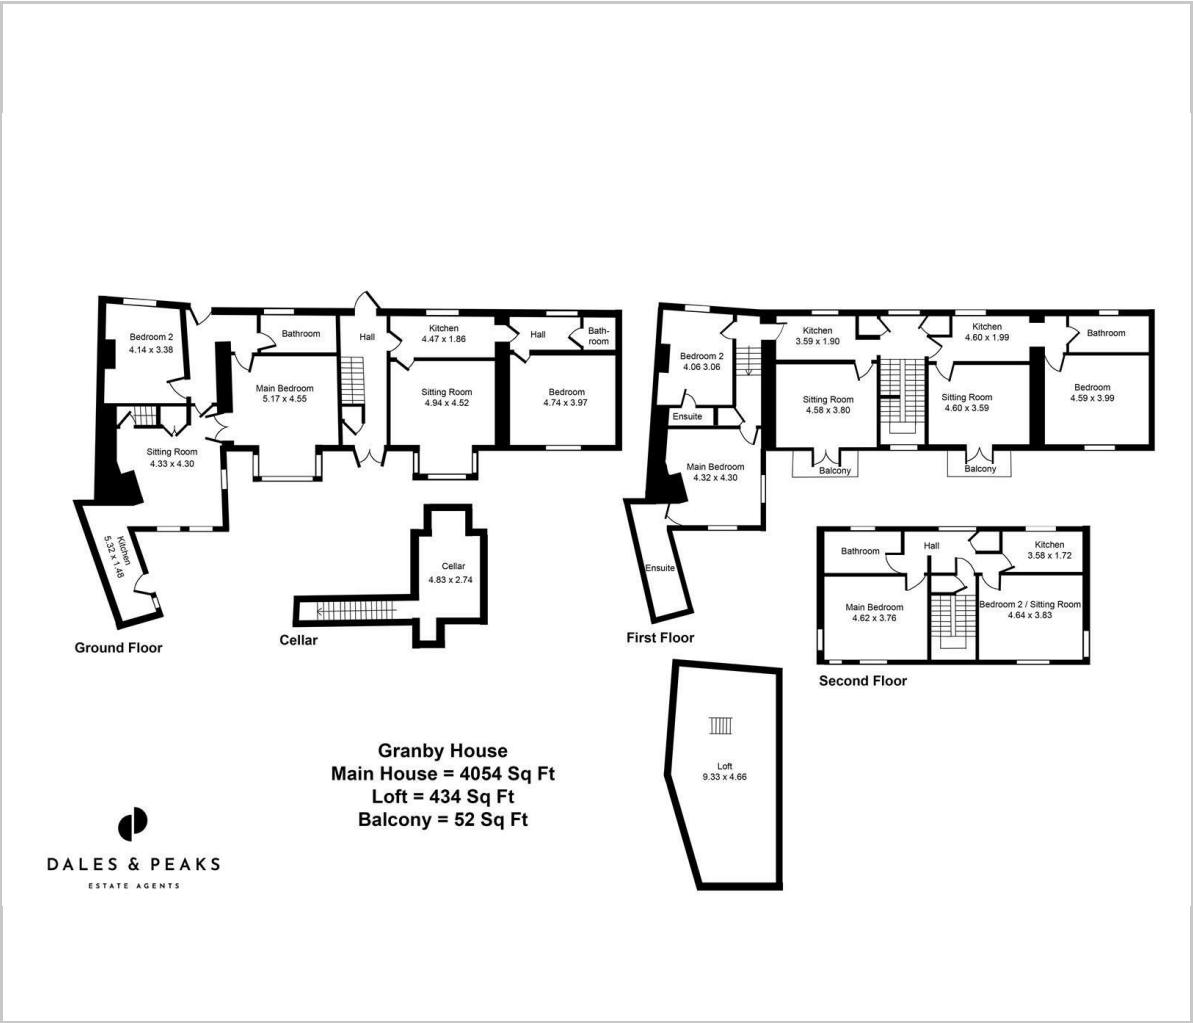 Bedroom 2
4.14 x 3.38
Bathroom
Hall
Kitchen
4.47 x 1.86
Hall
Bath-
room
Main Bedroom
5.17 x 4.55
Sitting Room
4.94 x 4.52
Bedroom
4.74 x 3.97
Sitting Room
4.33 x 4.30
Kitchen
5.32 x 1.48
Ground Floor
Cellar
4.83 x 2.74
Cellar
Bedroom 2
4.06 3.06
Kitchen
3.59 x 1.90
Kitchen
4.60 x 1.99
Bathroom
Ensuite
Sitting Room
4.58 x 3.80
Sitting Room
4.60 x 3.59
Bedroom
4.59 x 3.99
Main Bedroom
4.32 x 4.30
Balcony
Balcony
Ensuite
First Floor
Bathroom
Hall
Kitchen
3.58 x 1.72
Main Bedroom
4.62 x 3.76
Bedroom 2 / Sitting Room
4.64 x 3.83
Second Floor
Loft
9.33 x 4.66
Granby House
Main House = 4054 Sq Ft
Loft = 434 Sq Ft
Balcony = 52 Sq Ft
DALES & PEAKS
ESTATE AGENTS